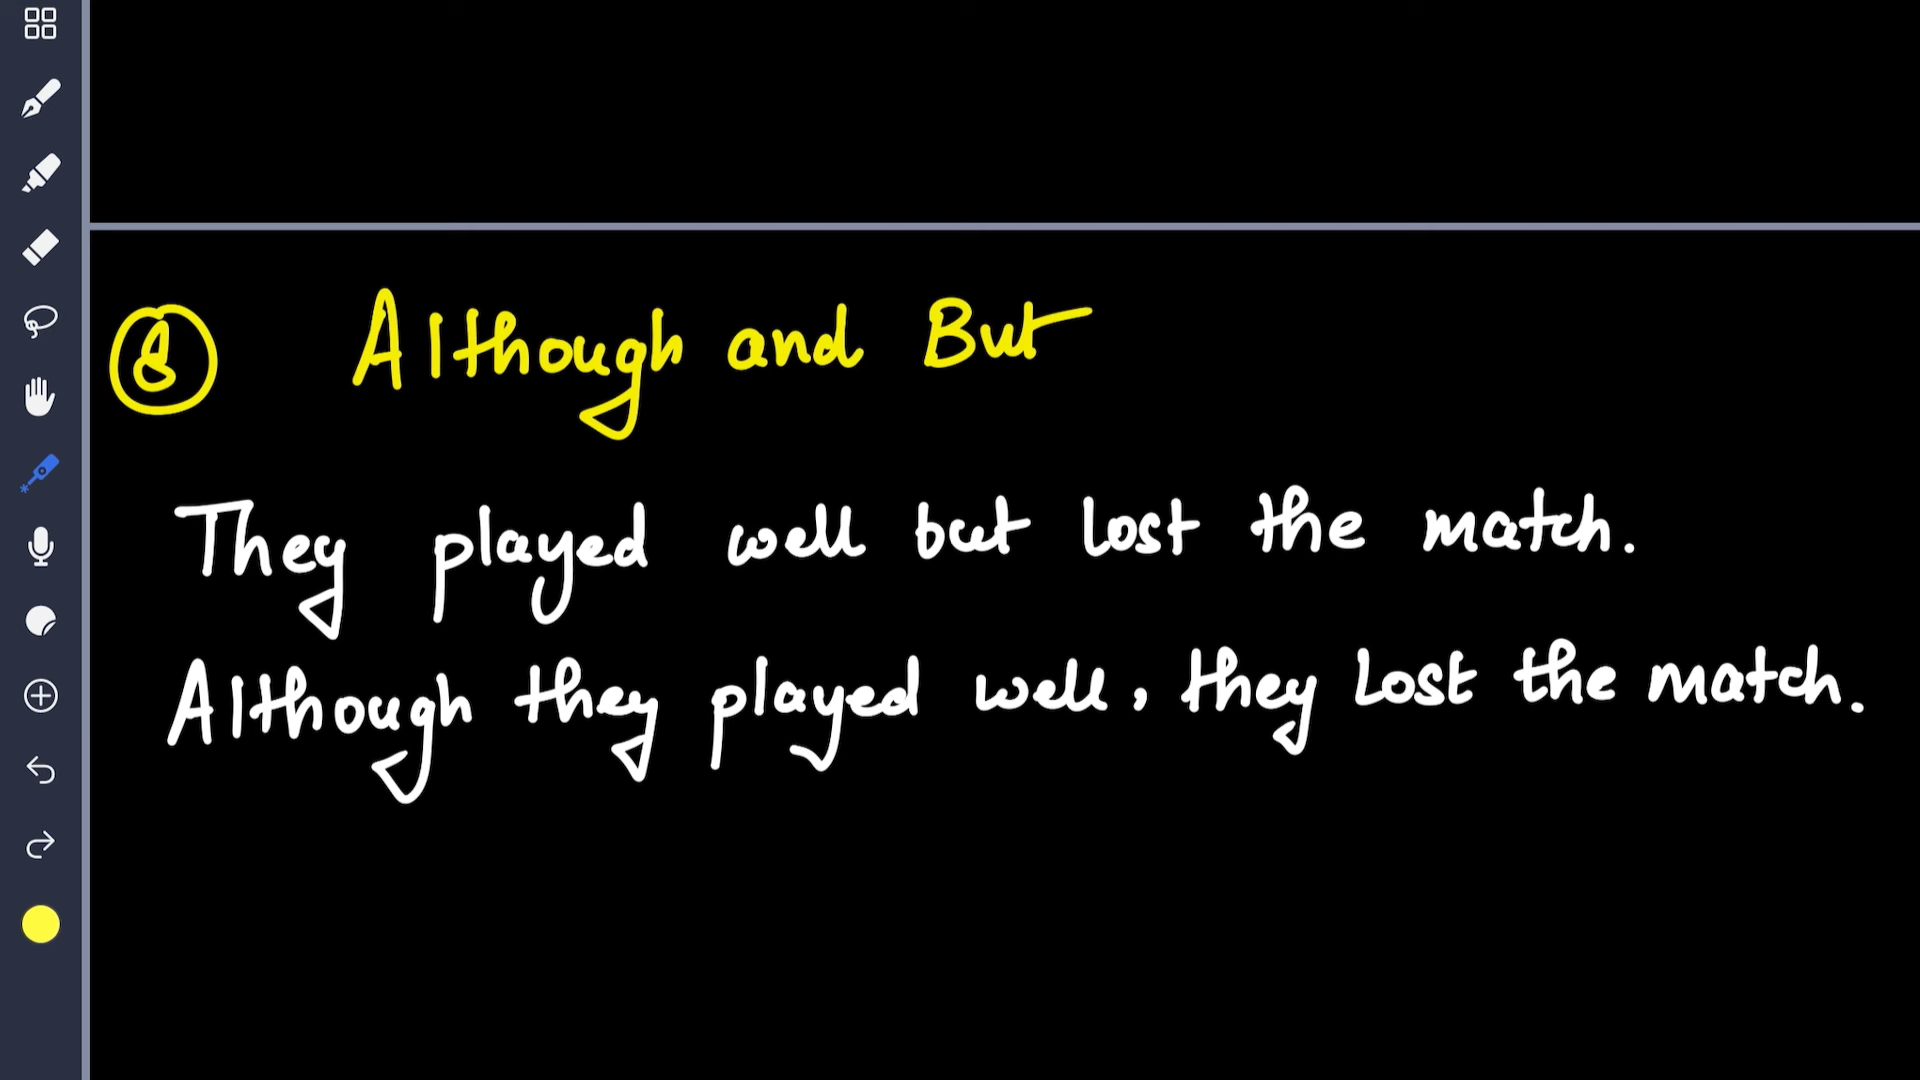 8 Although and But
They played well but lost the match.
Although they played well, they lost the match.